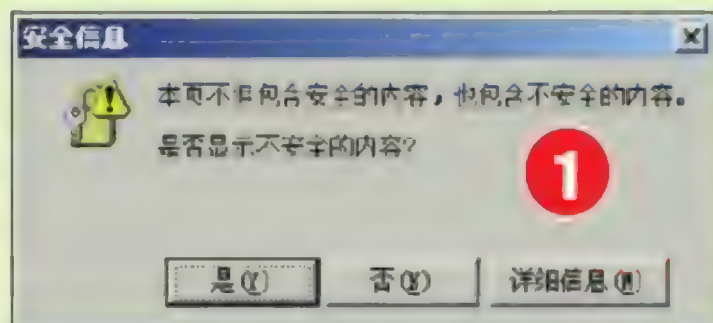 安全信息
本页不但包含安全的内容，也包含不安全的内容。
是否显示不安全的内容?
1
是(Y)
否(N)
详细信息(M)